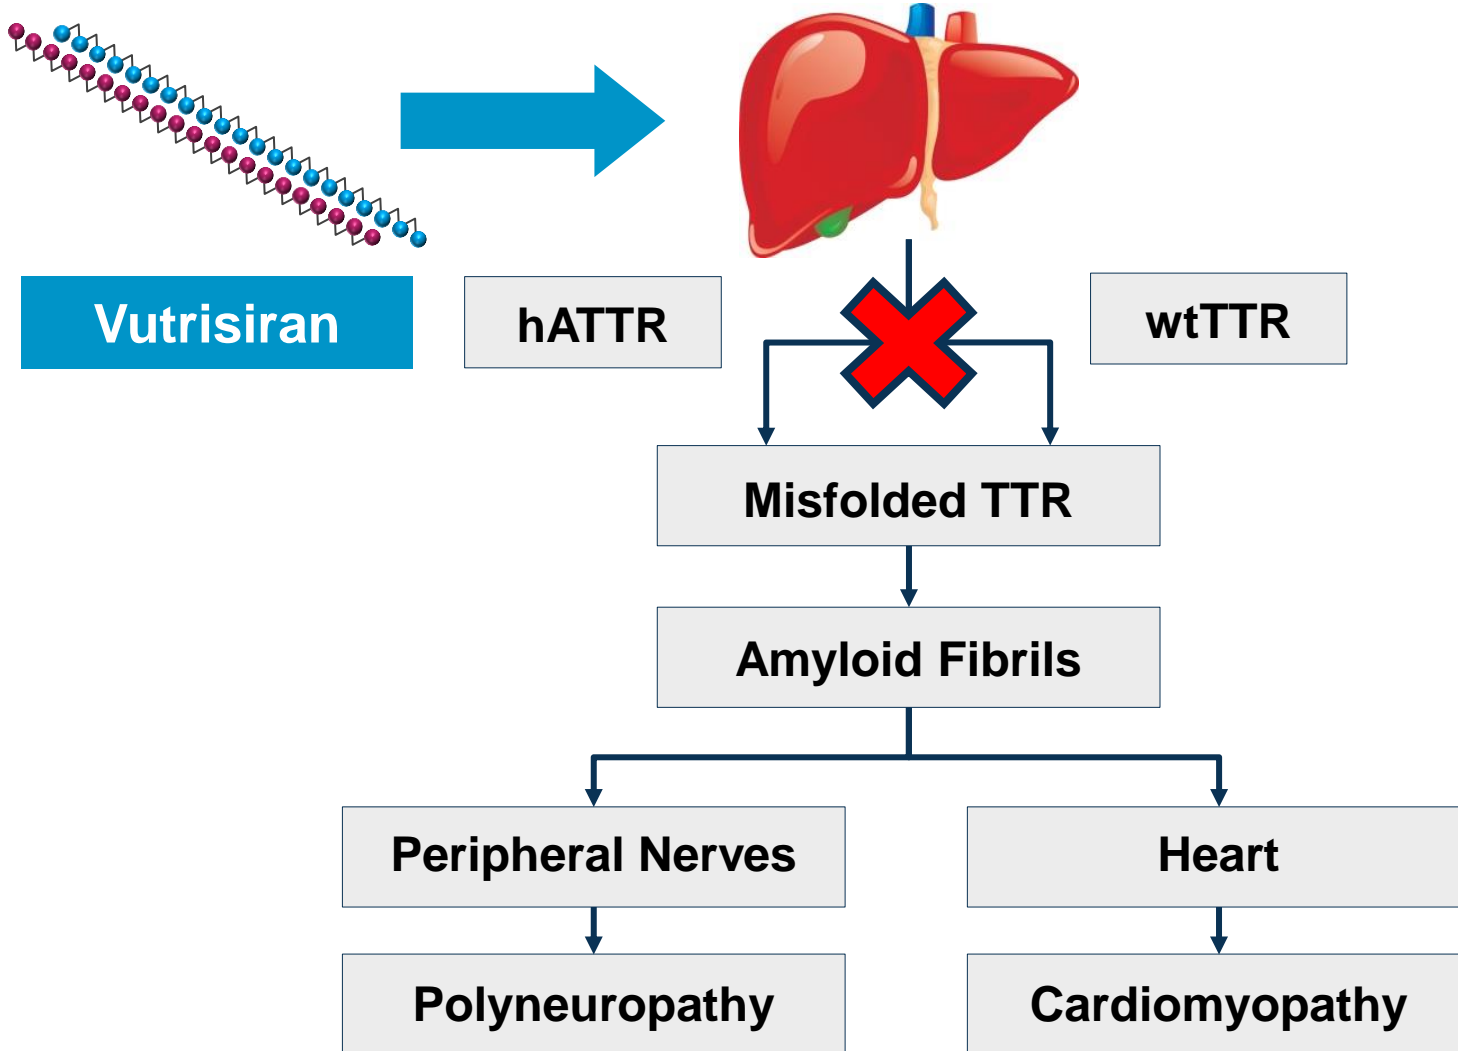 Vutrisiran
hATTR
wtTTR
Misfolded TTR
Amyloid Fibrils
Peripheral Nerves
Heart
Polyneuropathy
Cardiomyopathy